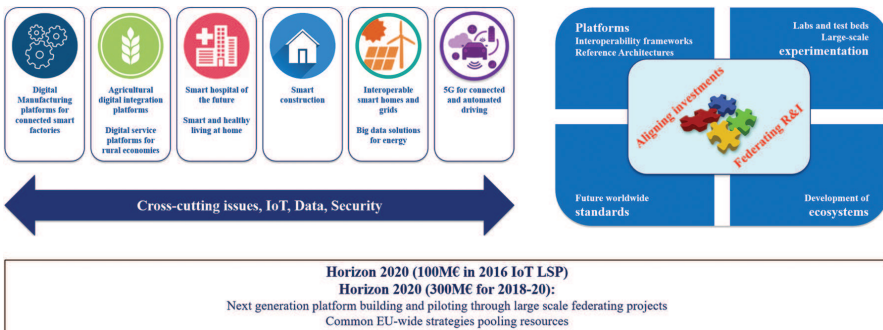 Digital
Manufacturing
platforms for
connected smart
factories
Agricultural
digital integration
platforms
Digital service
platforms for
rural economies
Smart hospital of
the future
Smart and healthy
living at home
Smart
construction
Interoperable
smart homes and
grids
Big data solutions
for energy
5G for connected
and automated
driving
Cross-cutting issues, IoT, Data, Security
Platforms
Interoperability frameworks
Reference Architectures
Labs and test beds
Large-scale
experimentation
Aligning investments
Federating R&I
Future worldwide
standards
Development of
ecosystems
Horizon 2020 (100M€ in 2016 IoT LSP)
Horizon 2020 (300M€ for 2018-20):
Next generation platform building and piloting through large scale federating projects
Common EU-wide strategies pooling resources